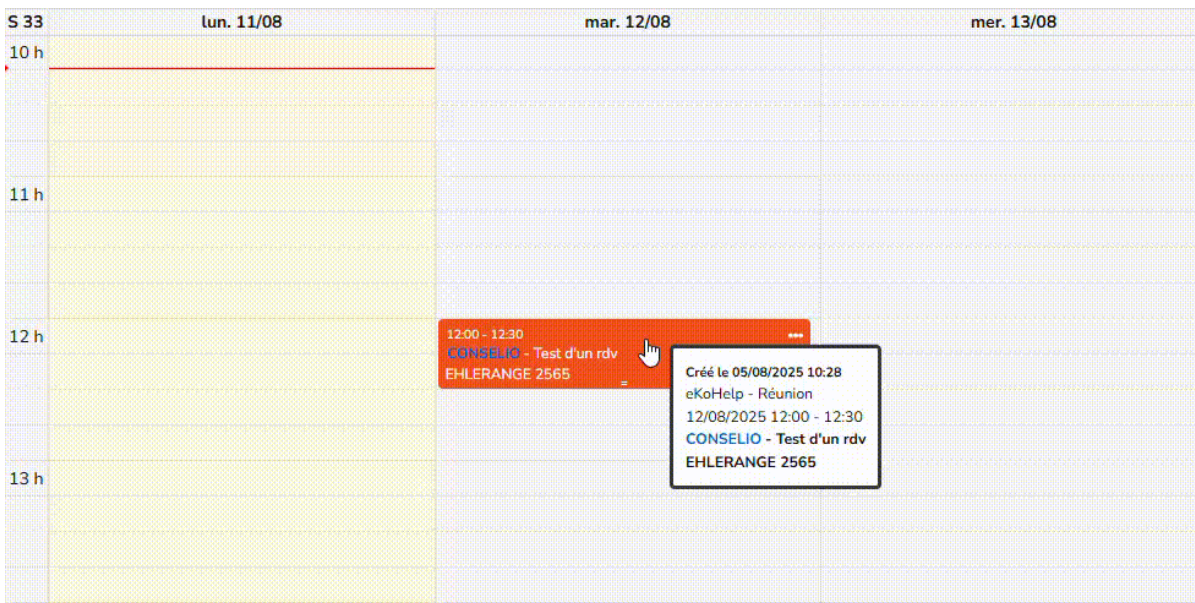 S 33 lun. 11/08 mar. 12/08 mer. 13/08
10 h
11 h
12 h
12:00 - 12:30
CONSELIO - Test d'un rdv
EHLERANGE 2565
Créé le 05/08/2025 10:28
eKoHelp - Réunion
12/08/2025 12:00 - 12:30
CONSELIO - Test d'un rdv
EHLERANGE 2565
13 h